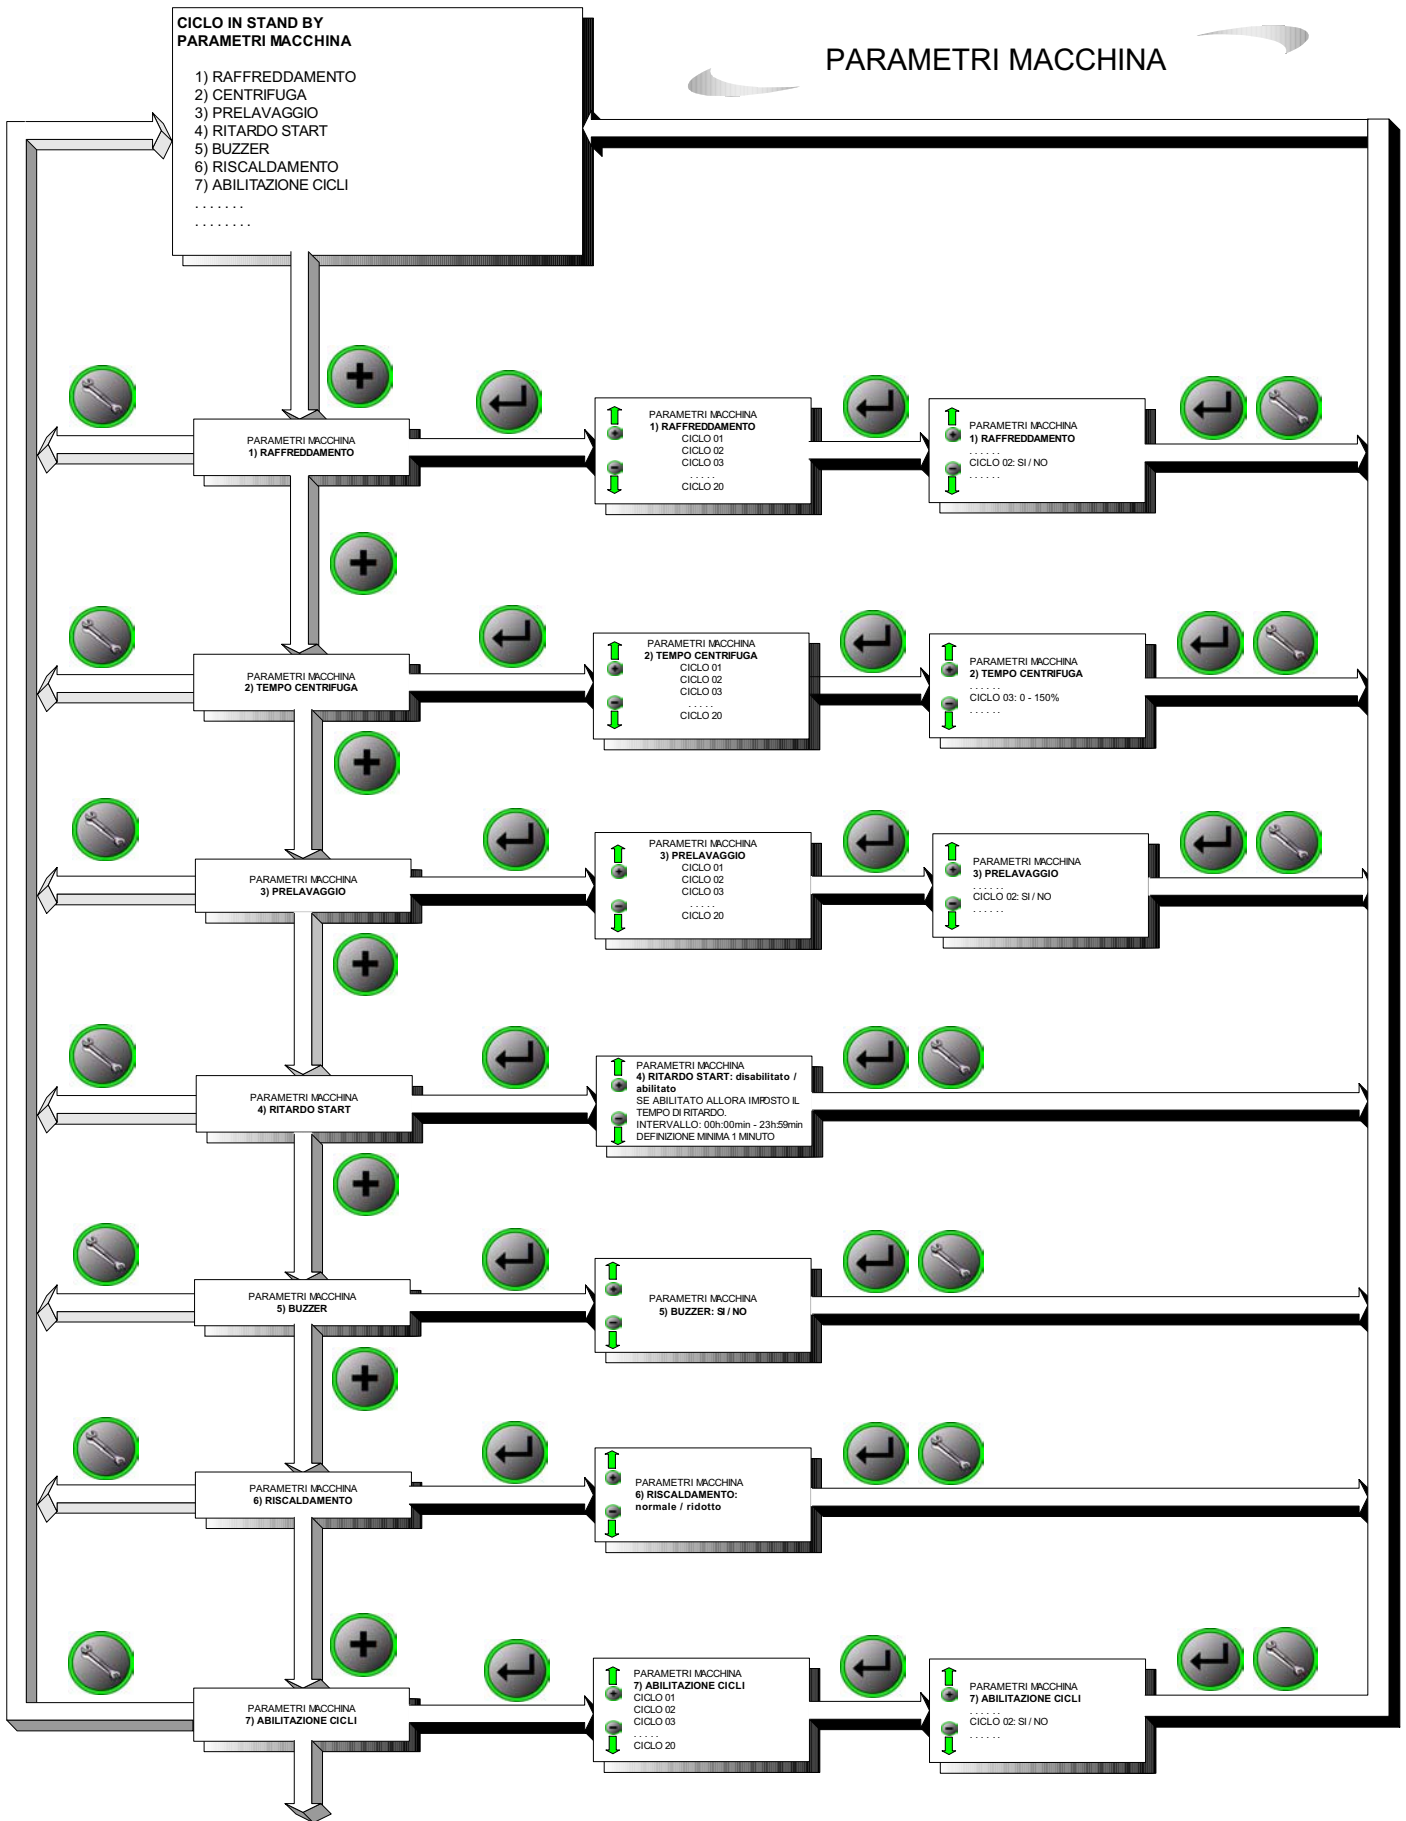 CICLO IN STAND BY
PARAMETRI MACCHINA
1) RAFFREDDAMENTO
2) CENTRIFUGA
3) PRELAVAGGIO
4) RITARDO START
5) BUZZER
6) RISCALDAMENTO
7) ABILITAZIONE CICLI
. . . . . . .
. . . . . . . .
PARAMETRI MACCHINA
PARAMETRI MACCHINA
1) RAFFREDDAMENTO
PARAMETRI MACCHINA
1) RAFFREDDAMENTO
CICLO 01
CICLO 02
CICLO 03
. . . . .
CICLO 20
PARAMETRI MACCHINA
1) RAFFREDDAMENTO
. . . . . .
CICLO 02: SI / NO
. . . . . .
PARAMETRI MACCHINA
2) TEMPO CENTRIFUGA
PARAMETRI MACCHINA
2) TEMPO CENTRIFUGA
CICLO 01
CICLO 02
CICLO 03
. . . . .
CICLO 20
PARAMETRI MACCHINA
2) TEMPO CENTRIFUGA
. . . . . .
CICLO 03: 0 - 150%
. . . . . .
PARAMETRI MACCHINA
3) PRELAVAGGIO
PARAMETRI MACCHINA
3) PRELAVAGGIO
CICLO 01
CICLO 02
CICLO 03
. . . . .
CICLO 20
PARAMETRI MACCHINA
3) PRELAVAGGIO
. . . . . .
CICLO 02: SI / NO
. . . . . .
PARAMETRI MACCHINA
4) RITARDO START
PARAMETRI MACCHINA
4) RITARDO START: disabilitato /
abilitato
SE ABILITATO ALLORA IMPOSTO IL
TEMPO DI RITARDO.
INTERVALLO: 00h:00min - 23h:59min
DEFINIZIONE MINIMA 1 MINUTO
PARAMETRI MACCHINA
5) BUZZER
PARAMETRI MACCHINA
5) BUZZER: SI / NO
PARAMETRI MACCHINA
6) RISCALDAMENTO
PARAMETRI MACCHINA
6) RISCALDAMENTO:
normale / ridotto
PARAMETRI MACCHINA
7) ABILITAZIONE CICLI
PARAMETRI MACCHINA
7) ABILITAZIONE CICLI
CICLO 01
CICLO 02
CICLO 03
. . . . .
CICLO 20
PARAMETRI MACCHINA
7) ABILITAZIONE CICLI
. . . . . .
CICLO 02: SI / NO
. . . . . .